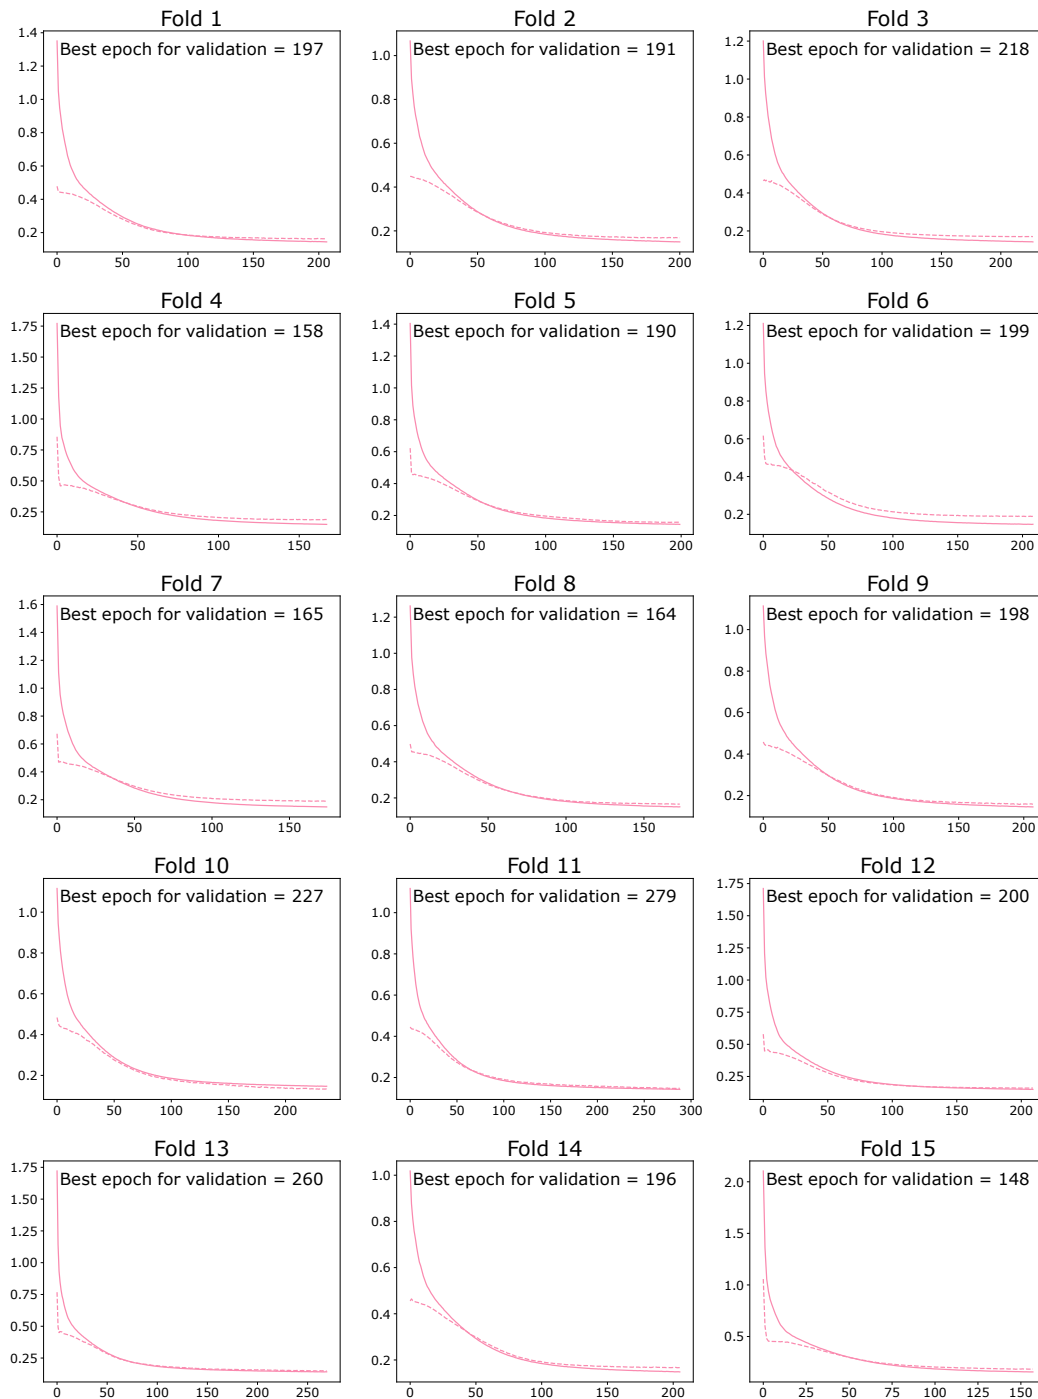 Fold 1
Best epoch for validation = 197
1.4
1.2
1.0
0.8
0.6
0.4
0.2
0 50 100 150 200
Fold 2
Best epoch for validation = 191
1.0
0.8
0.6
0.4
0.2
0 50 100 150 200
Fold 3
Best epoch for validation = 218
1.2
1.0
0.8
0.6
0.4
0.2
0 50 100 150 200
Fold 4
Best epoch for validation = 158
1.75
1.50
1.25
1.00
0.75
0.50
0.25
0 50 100 150
Fold 5
Best epoch for validation = 190
1.4
1.2
1.0
0.8
0.6
0.4
0.2
0 50 100 150 200
Fold 6
Best epoch for validation = 199
1.2
1.0
0.8
0.6
0.4
0.2
0 50 100 150 200
Fold 7
Best epoch for validation = 165
1.6
1.4
1.2
1.0
0.8
0.6
0.4
0.2
0 50 100 150
Fold 8
Best epoch for validation = 164
1.2
1.0
0.8
0.6
0.4
0.2
0 50 100 150
Fold 9
Best epoch for validation = 198
1.0
0.8
0.6
0.4
0.2
0 50 100 150 200
Fold 10
Best epoch for validation = 227
1.0
0.8
0.6
0.4
0.2
0 50 100 150 200
Fold 11
Best epoch for validation = 279
1.0
0.8
0.6
0.4
0.2
0 50 100 150 200 250 300
Fold 12
Best epoch for validation = 200
1.75
1.50
1.25
1.00
0.75
0.50
0.25
0 50 100 150 200
Fold 13
Best epoch for validation = 260
1.75
1.50
1.25
1.00
0.75
0.50
0.25
0 50 100 150 200 250
Fold 14
Best epoch for validation = 196
1.0
0.8
0.6
0.4
0.2
0 50 100 150 200
Fold 15
Best epoch for validation = 148
2.0
1.5
1.0
0.5
0 25 50 75 100 125 150